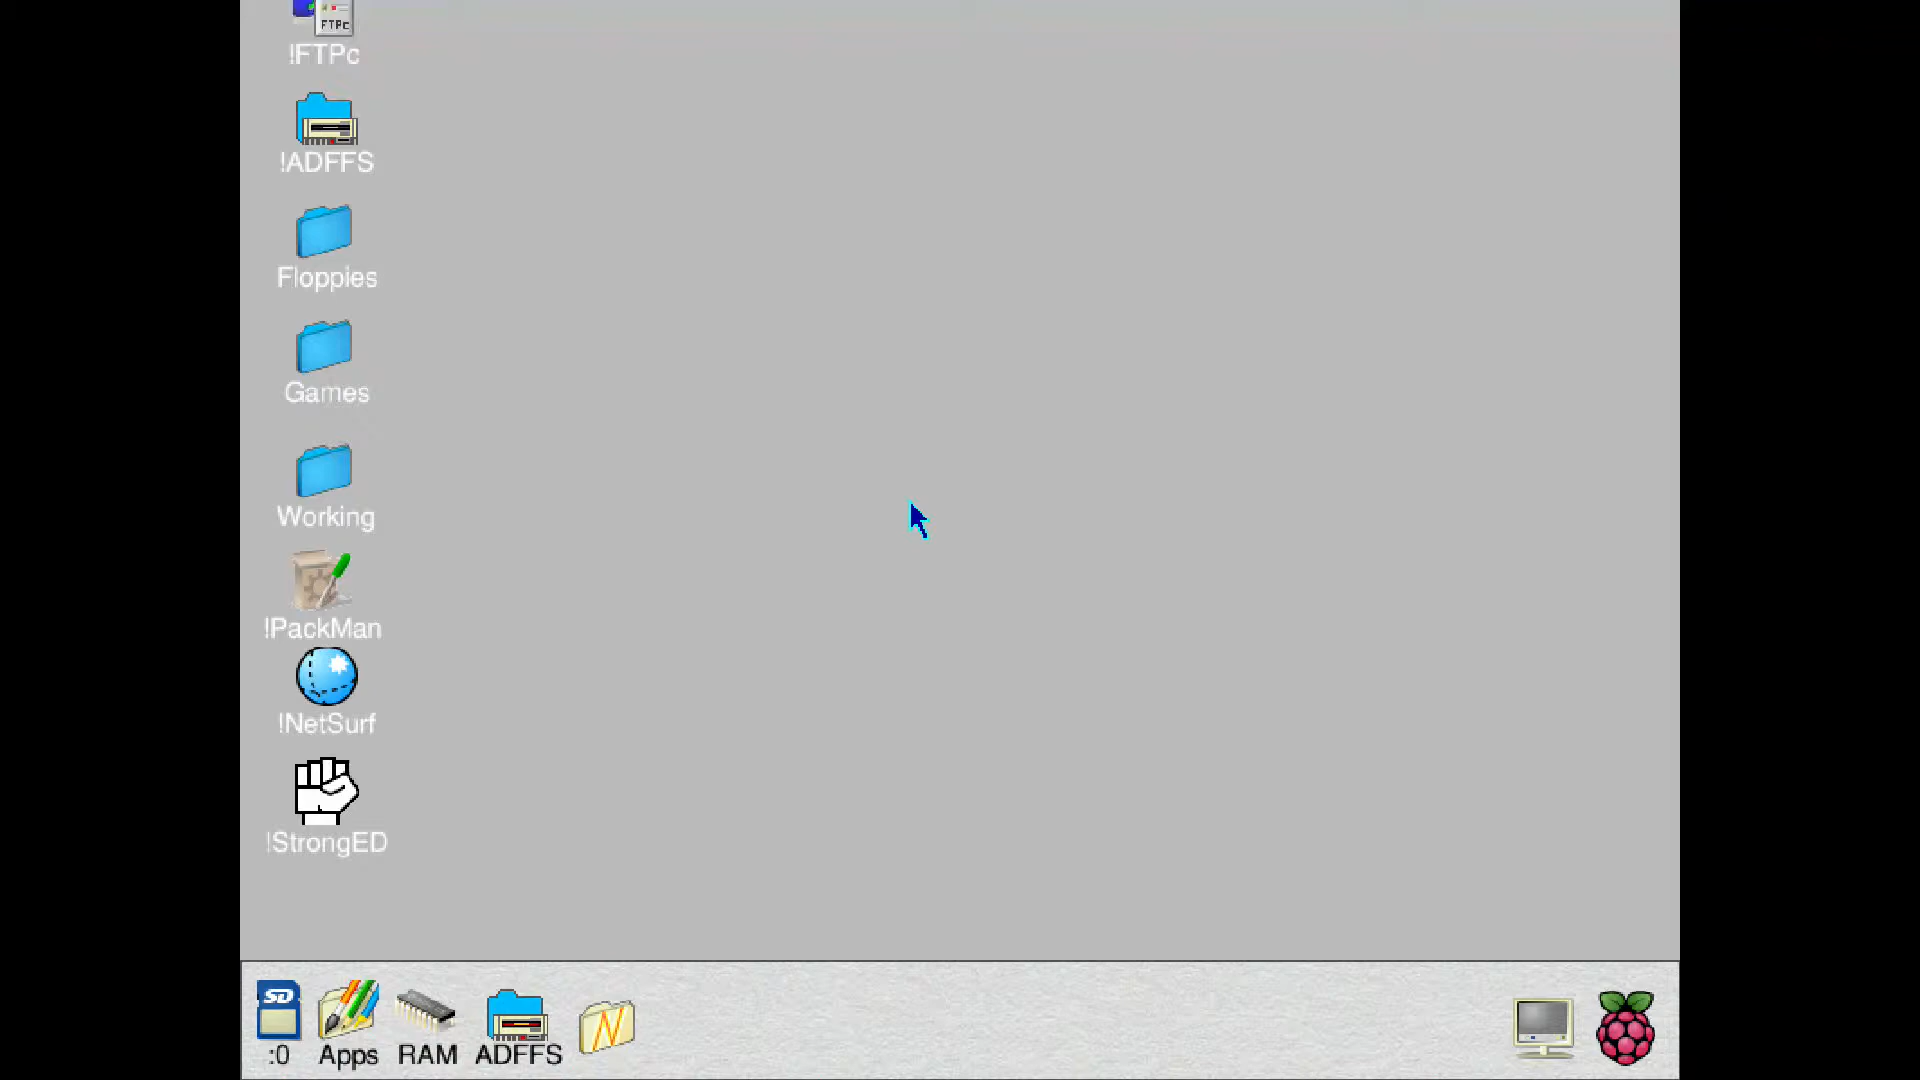 FTPc
!FTPc
!ADFFS
Floppies
Games
Working
!PackMan
!NetSurf
!StrongED
SD
:0
Apps
RAM
ADFFS
N